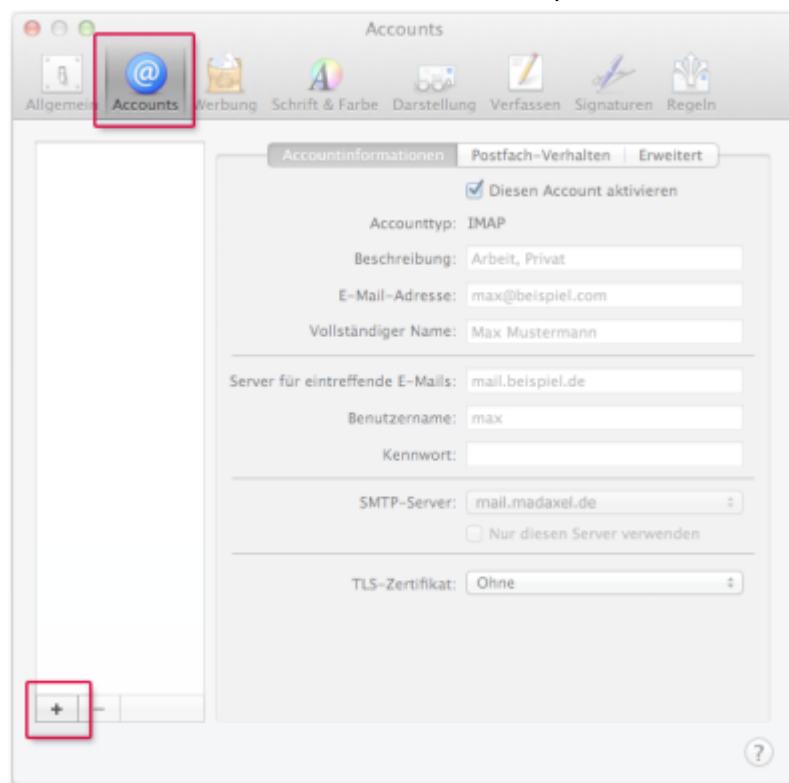 Accounts
Allgemein Accounts Werbung Schrift & Farbe Darstellung Verfassen Signaturen Regeln
Accountinformationen Postfach-Verhalten Erweitert
Diesen Account aktivieren
Accounttyp: IMAP
Beschreibung: Arbeit, Privat
E-Mail-Adresse: max@beispiel.com
Vollständiger Name: Max Mustermann
Server für eintreffende E-Mails: mail.beispiel.de
Benutzername: max
Kennwort:
SMTP-Server: mail.madaxel.de
Nur diesen Server verwenden
TLS-Zertifikat: Ohne
+ −
?